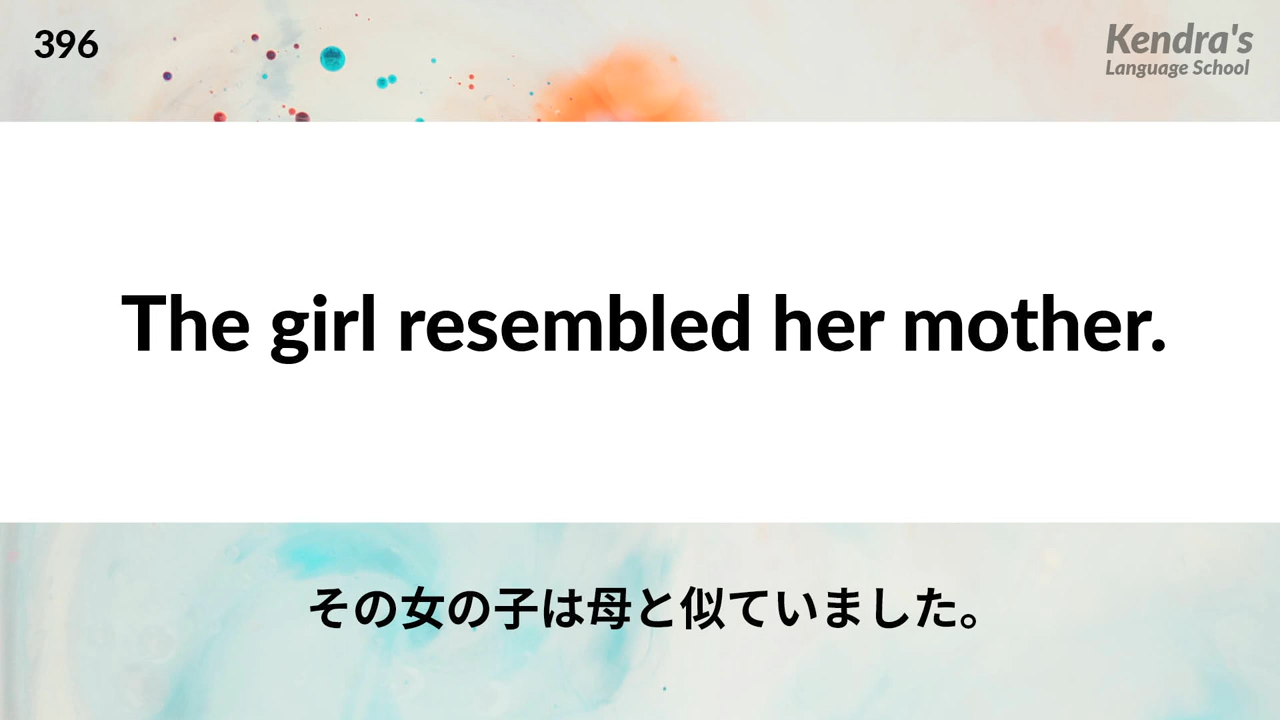 396
Kendra's
Language School
The girl resembled her mother.
その女の子は母と似ていました。